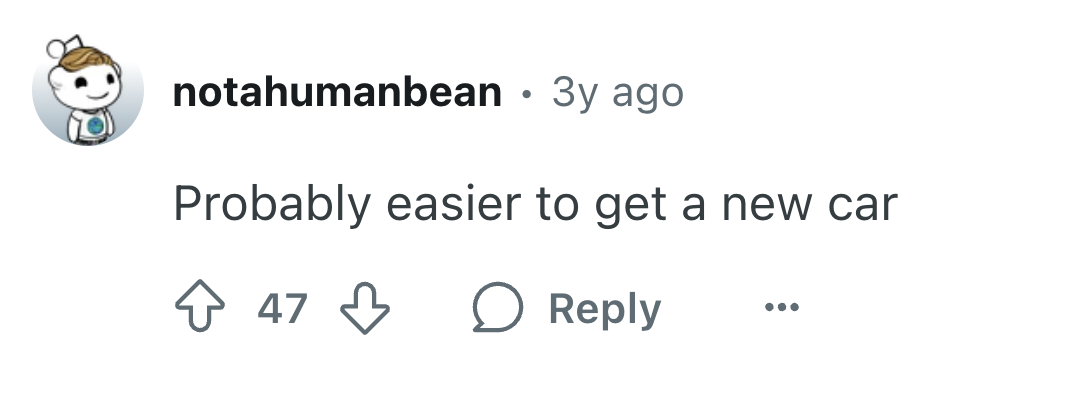 notahumanbean • 3y ago
Probably easier to get a new car
47 Reply ...